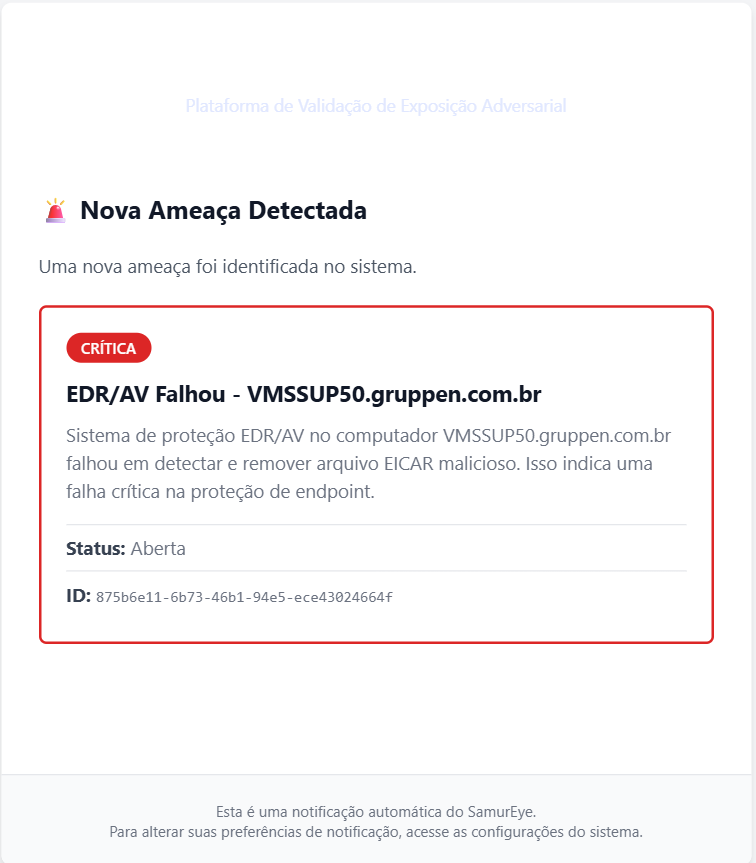 Plataforma de Validação de Exposição Adversarial
Nova Ameaça Detectada
Uma nova ameaça foi identificada no sistema.
CRÍTICA
EDR/AV Falhou - VMSSUP50.gruppen.com.br
Sistema de proteção EDR/AV no computador VMSSUP50.gruppen.com.br
falhou em detectar e remover arquivo EICAR malicioso. Isso indica uma
falha crítica na proteção de endpoint.
Status: Aberta
ID: 875b6e11-6b73-46b1-94e5-ece43024664f
Esta é uma notificação automática do SamurEye.
Para alterar suas preferências de notificação, acesse as configurações do sistema.